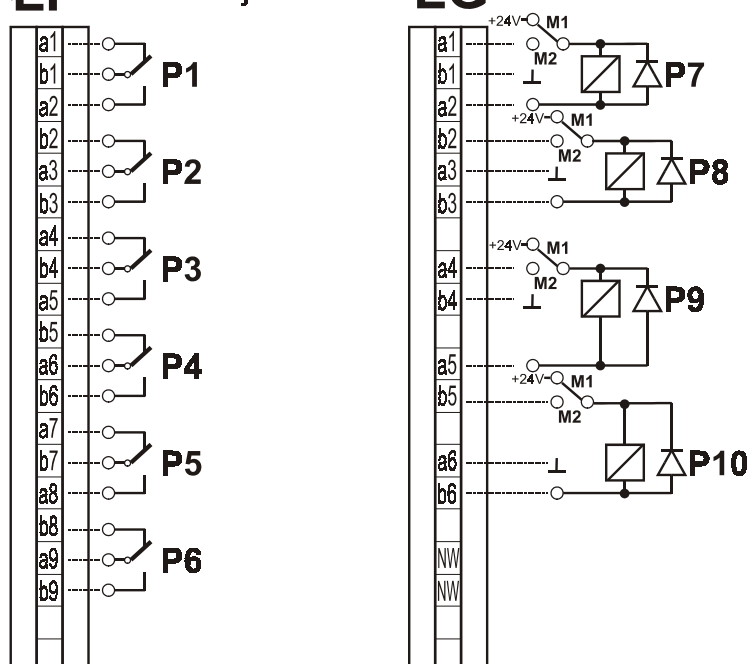 a1
b1
P1
a2
b2
a3
P2
b3
a4
b4
P3
a5
b5
a6
P4
b6
a7
b7
P5
a8
b8
a9
P6
b9
+24V
M1
a1
M2
b1
P7
a2
+24V
M1
b2
M2
a3
P8
b3
+24V
M1
a4
M2
b4
P9
a5
+24V
M1
b5
M2
a6
P10
b6
NW
NW